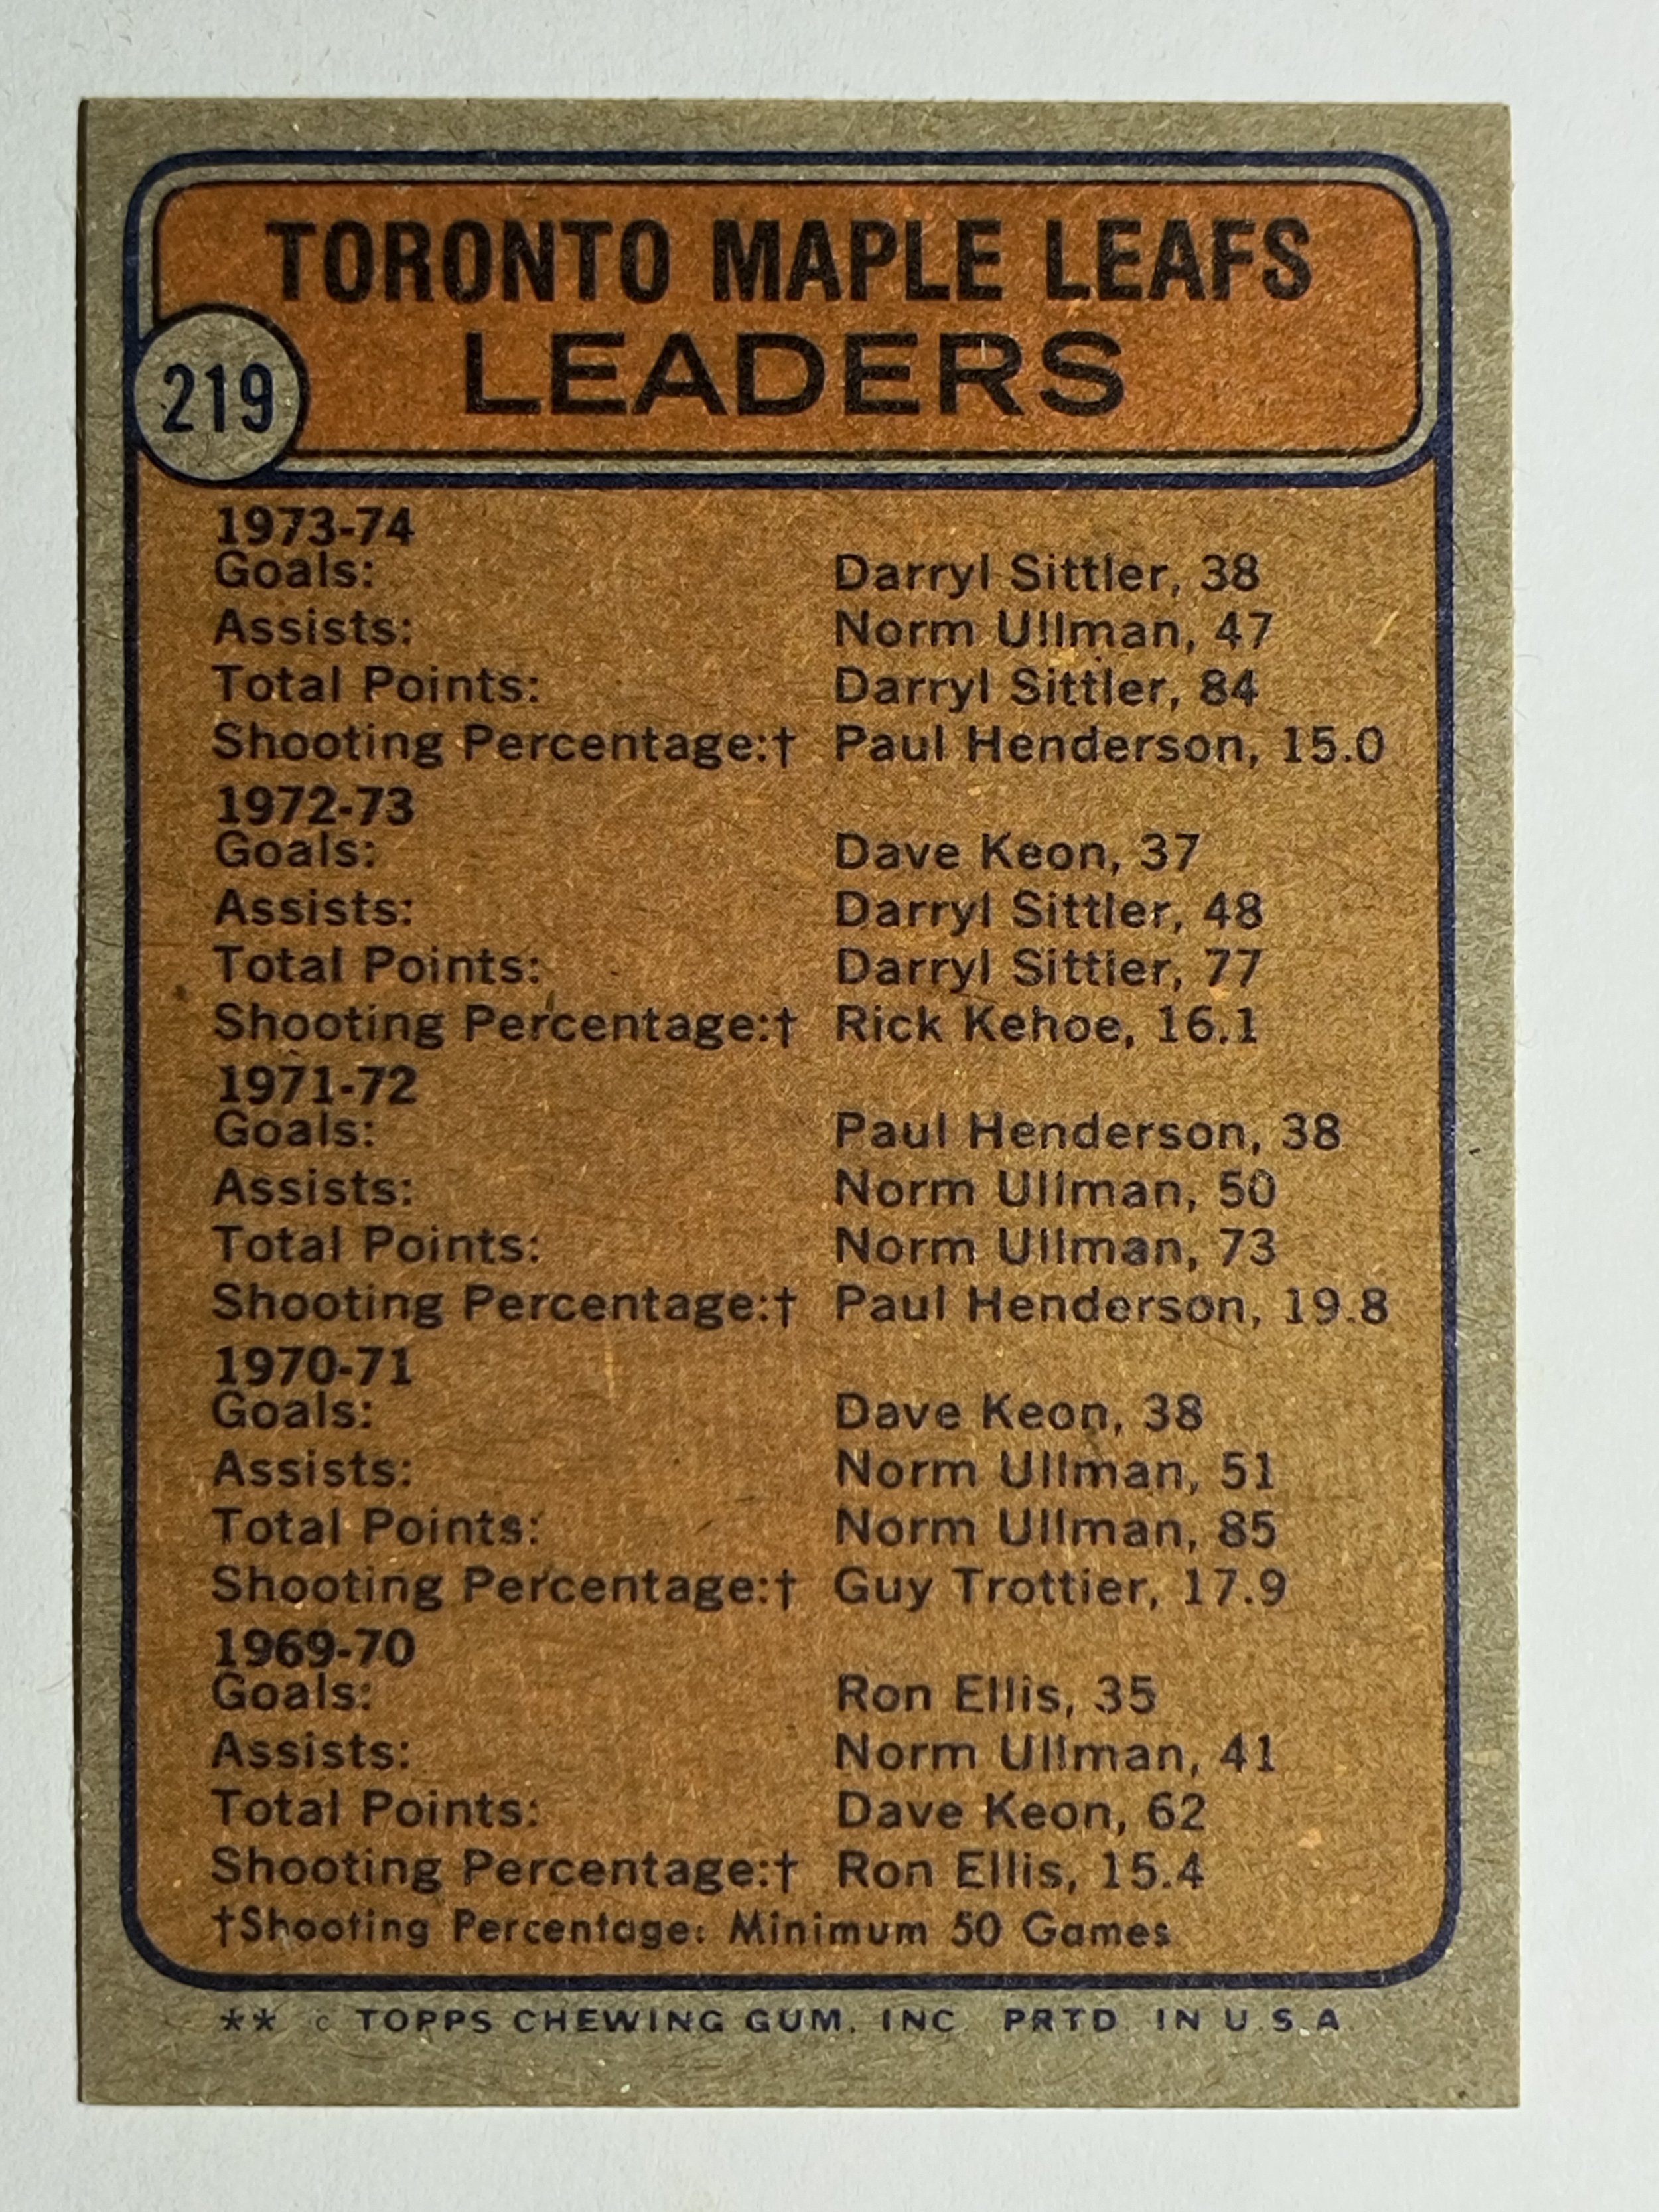 TORONTO MAPLE LEAFS
LEADERS
219
1973-74
Goals: Darryl Sittler, 38
Assists: Norm Ullman, 47
Total Points: Darryl Sittler, 84
Shooting Percentage:† Paul Henderson, 15.0
1972-73
Goals: Dave Keon, 37
Assists: Darryl Sittler, 48
Total Points: Darryl Sittler, 77
Shooting Percentage:† Rick Kehoe, 16.1
1971-72
Goals: Paul Henderson, 38
Assists: Norm Ullman, 50
Total Points: Norm Ullman, 73
Shooting Percentage:† Paul Henderson, 19.8
1970-71
Goals: Dave Keon, 38
Assists: Norm Ullman, 51
Total Points: Norm Ullman, 85
Shooting Percentage:† Guy Trottier, 17.9
1969-70
Goals: Ron Ellis, 35
Assists: Norm Ullman, 41
Total Points: Dave Keon, 62
Shooting Percentage:† Ron Ellis, 15.4
†Shooting Percentage: Minimum 50 Games
** c TOPPS CHEWING GUM, INC. PRTD. IN U.S.A.